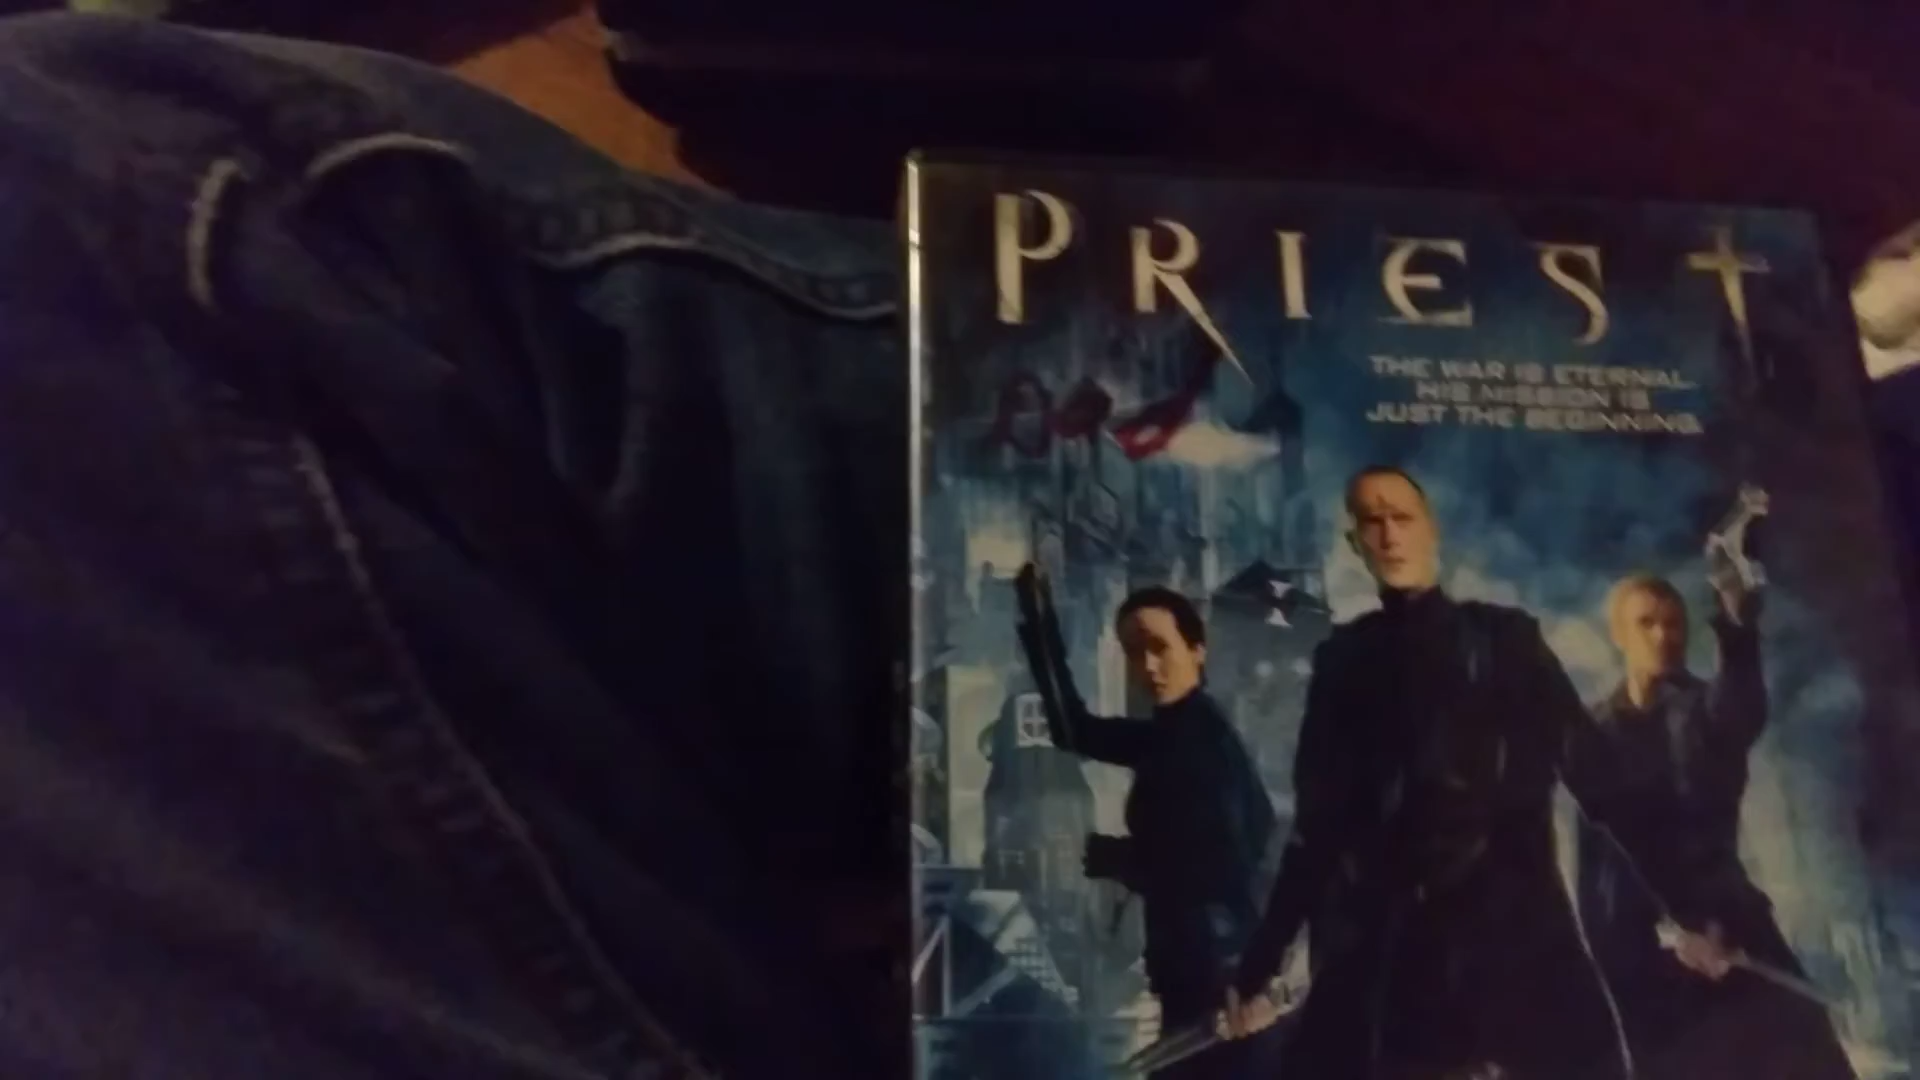 PRIEST
THE WAR IS ETERNAL.
HIS MISSION IS
JUST THE BEGINNING.